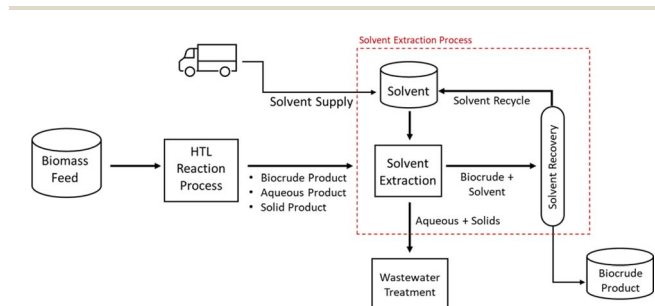 Solvent Extraction Process
Solvent
Solvent Supply
Solvent Recycle
Biomass
Feed
HTL
Reaction
Process
• Biocrude Product
• Aqueous Product
• Solid Product
Solvent
Extraction
Biocrude +
Solvent
Solvent Recovery
Aqueous + Solids
Wastewater
Treatment
Biocrude
Product